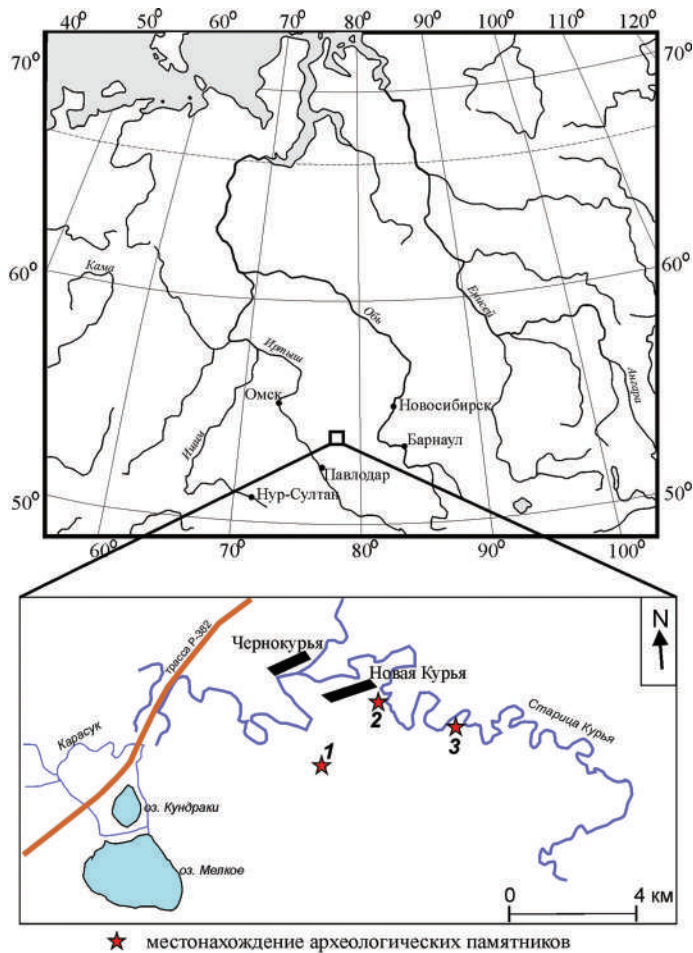 40° 50° 60° 70° 75° 80° 90° 100° 110° 120°
70° 70°
60° 60°
Кама
Обь
Енисей
Иртыш
Ангара
Омск
Новосибирск
Ишим
Барнаул
Павлодар
Нур-Султан
50° 50°
60° 70° 80° 90° 100°
N
трасса Р-382
Чернокурья
Новая Курья
2
Старица Курья
Карасук
3
1
оз. Кундраки
оз. Мелкое
0 4 км
местонахождение археологических памятников